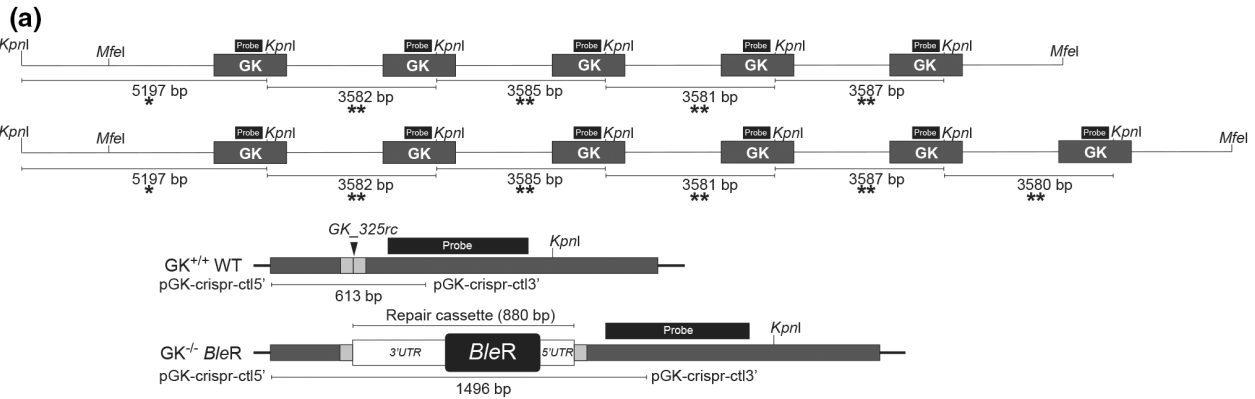 (a)
KpnI MfeI Probe KpnI Probe KpnI Probe KpnI Probe KpnI Probe KpnI MfeI
GK GK GK GK GK
5197 bp 3582 bp 3585 bp 3581 bp 3587 bp
* ** ** ** **
KpnI MfeI Probe KpnI Probe KpnI Probe KpnI Probe KpnI Probe KpnI Probe KpnI MfeI
GK GK GK GK GK GK
5197 bp 3582 bp 3585 bp 3581 bp 3587 bp 3580 bp
* ** ** ** ** **
GK_325rc
Probe KpnI
GK+/+ WT
pGK-crispr-ctl5' 613 bp pGK-crispr-ctl3'
Repair cassette (880 bp)
Probe KpnI
GK-/- BleR 3'UTR BleR 5'UTR
pGK-crispr-ctl5' 1496 bp pGK-crispr-ctl3'